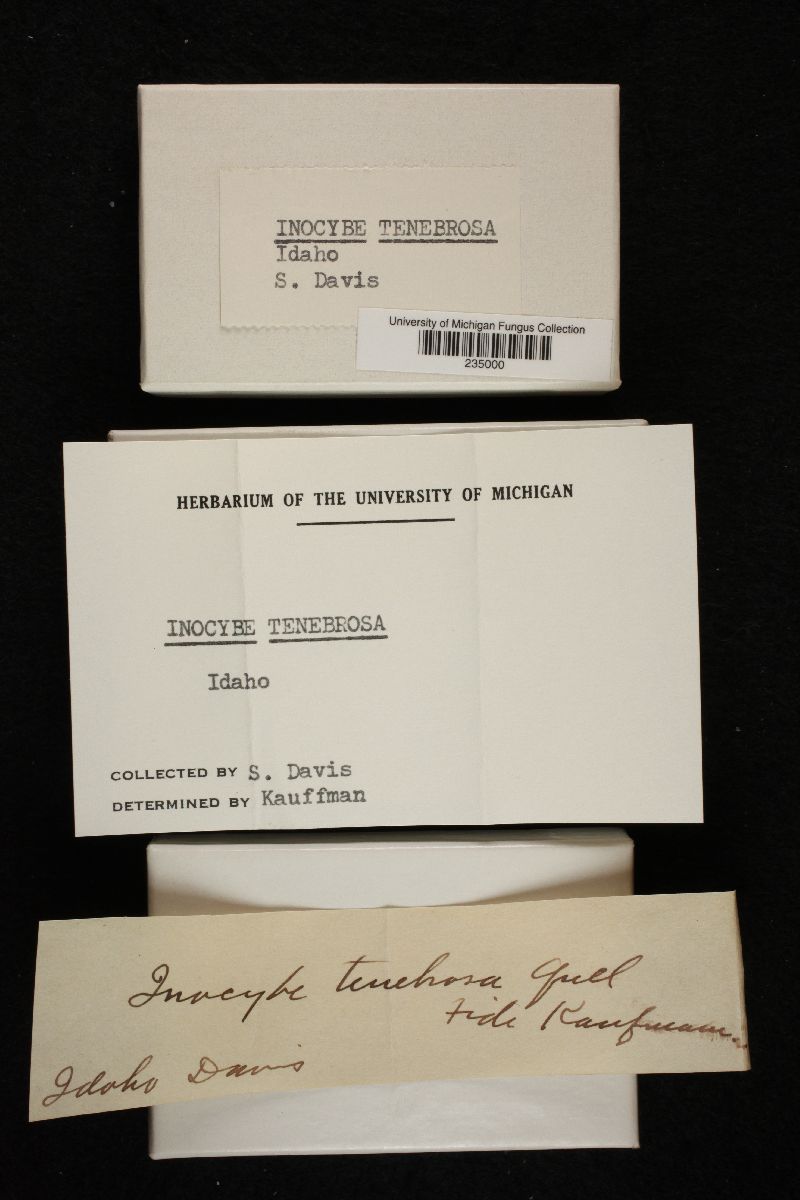 INOCYBE TENEBROSA
Idaho
S. Davis
University of Michigan Fungus Collection
235000
HERBARIUM OF THE UNIVERSITY OF MICHIGAN
INOCYBE TENEBROSA
Idaho
COLLECTED BY S. Davis
DETERMINED BY Kauffman
Inocybe tenebrosa Quel
fide Kaufmann.
Idaho Davis